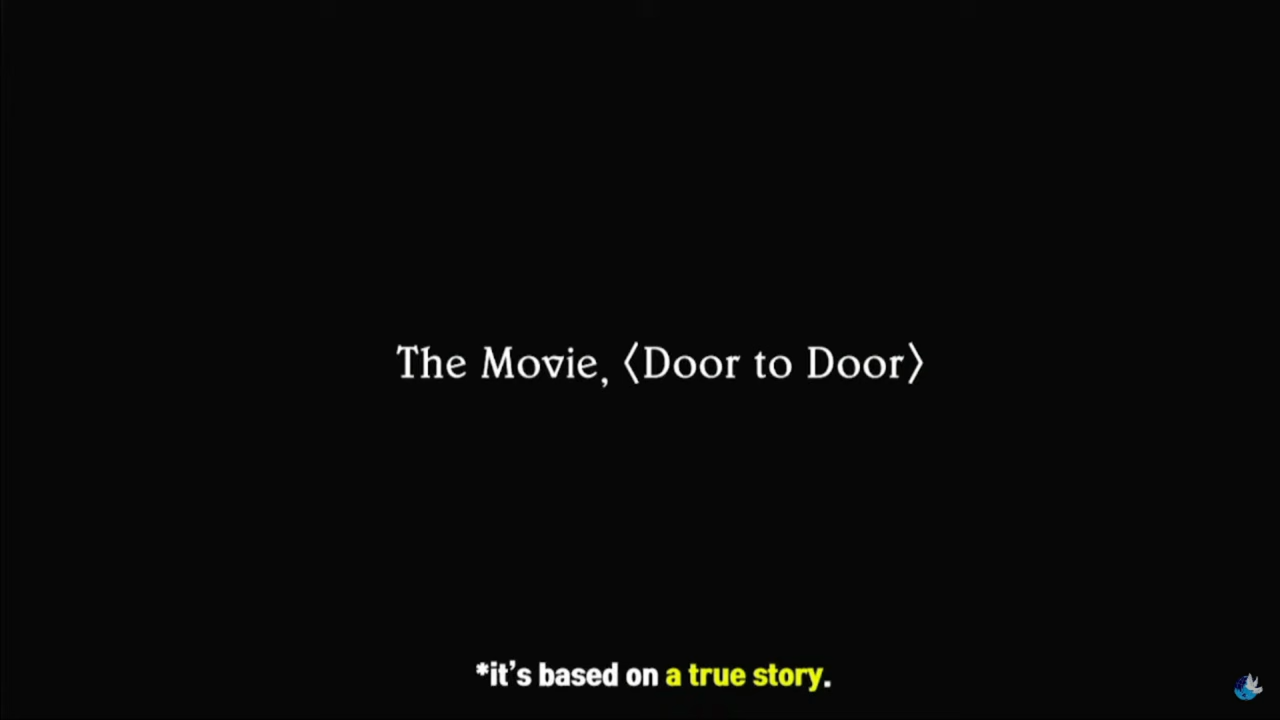 The Movie, 〈Door to Door〉
*it's based on a true story.